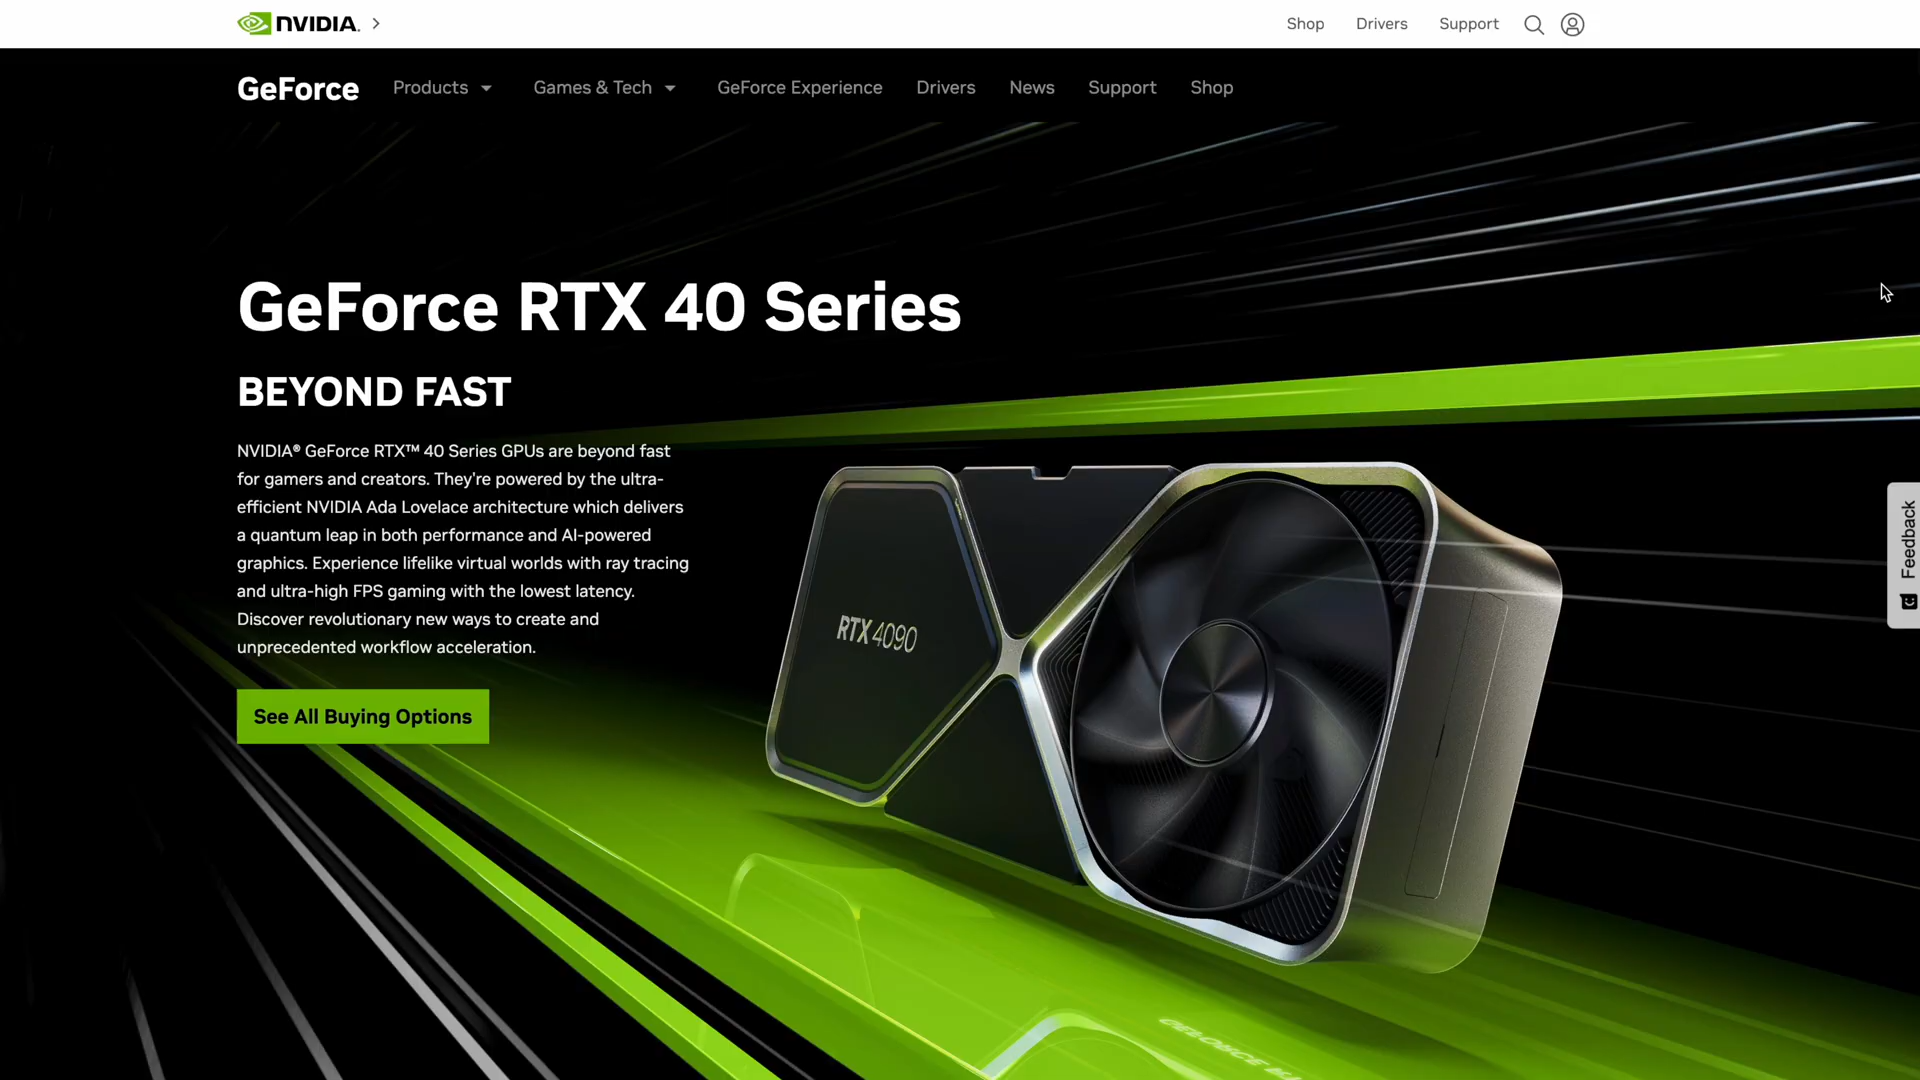 NVIDIA.
Shop
Drivers
Support
GeForce
Products
Games & Tech
GeForce Experience
Drivers
News
Support
Shop
GeForce RTX 40 Series
BEYOND FAST
NVIDIA® GeForce RTX™ 40 Series GPUs are beyond fast
for gamers and creators. They're powered by the ultra-
efficient NVIDIA Ada Lovelace architecture which delivers
a quantum leap in both performance and AI-powered
graphics. Experience lifelike virtual worlds with ray tracing
and ultra-high FPS gaming with the lowest latency.
Discover revolutionary new ways to create and
unprecedented workflow acceleration.
See All Buying Options
RTX 4090
Feedback